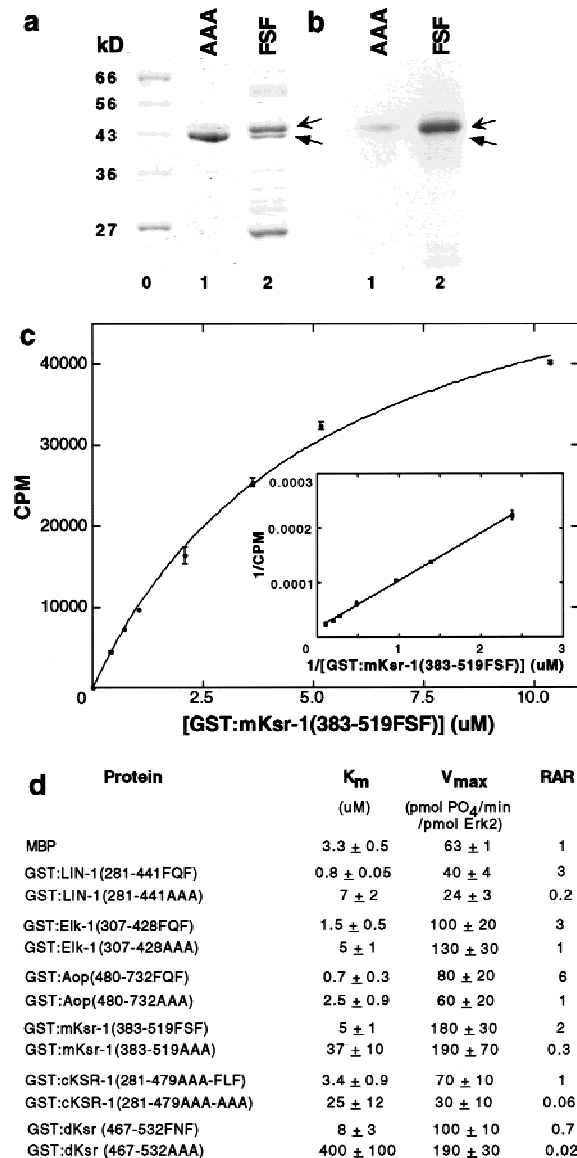 a
AAA
FSF
b
AAA
FSF
kD
66
56
43
36
27
0
1
2
1
2
c
40000
30000
20000
10000
0
CPM
2.5
5.0
7.5
10.0
[GST:mKsr-1(383-519FSF)] (uM)
0.0003
0.0002
0.0001
1/CPM
0
1
2
3
1/[GST:mKsr-1(383-519FSF)] (uM)
d
Protein Km Vmax RAR
(uM) (pmol PO4/min
/pmol Erk2)
MBP 3.3 ± 0.5 63 ± 1 1
GST:LIN-1(281-441FQF) 0.8 ± 0.05 40 ± 4 3
GST:LIN-1(281-441AAA) 7 ± 2 24 ± 3 0.2
GST:Elk-1(307-428FQF) 1.5 ± 0.5 100 ± 20 3
GST:Elk-1(307-428AAA) 5 ± 1 130 ± 30 1
GST:Aop(480-732FQF) 0.7 ± 0.3 80 ± 20 6
GST:Aop(480-732AAA) 2.5 ± 0.9 60 ± 20 1
GST:mKsr-1(383-519FSF) 5 ± 1 180 ± 30 2
GST:mKsr-1(383-519AAA) 37 ± 10 190 ± 70 0.3
GST:cKSR-1(281-479AAA-FLF) 3.4 ± 0.9 70 ± 10 1
GST:cKSR-1(281-479AAA-AAA) 25 ± 12 30 ± 10 0.06
GST:dKsr(467-532FNF) 8 ± 3 100 ± 10 0.7
GST:dKsr (467-532AAA) 400 ± 100 190 ± 30 0.02